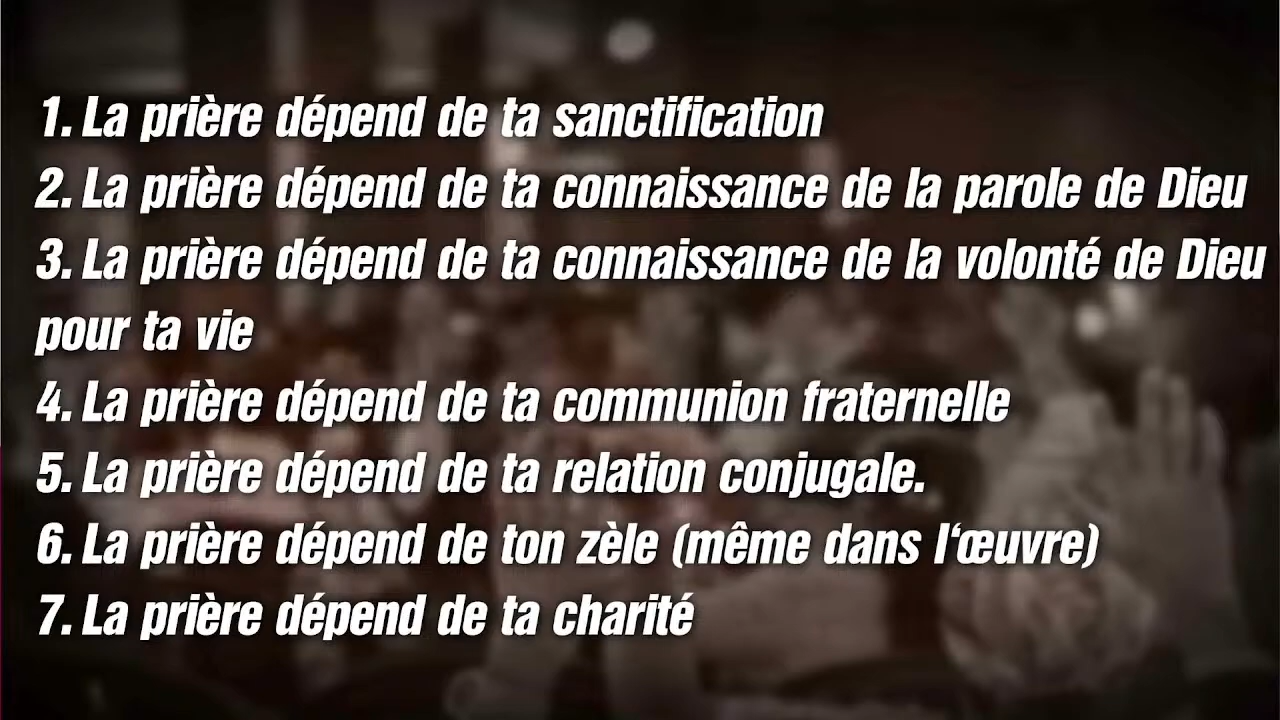 1. La prière dépend de ta sanctification
2. La prière dépend de ta connaissance de la parole de Dieu
3. La prière dépend de ta connaissance de la volonté de Dieu
pour ta vie
4. La prière dépend de ta communion fraternelle
5. La prière dépend de ta relation conjugale.
6. La prière dépend de ton zèle (même dans l‘œuvre)
7. La prière dépend de ta charité